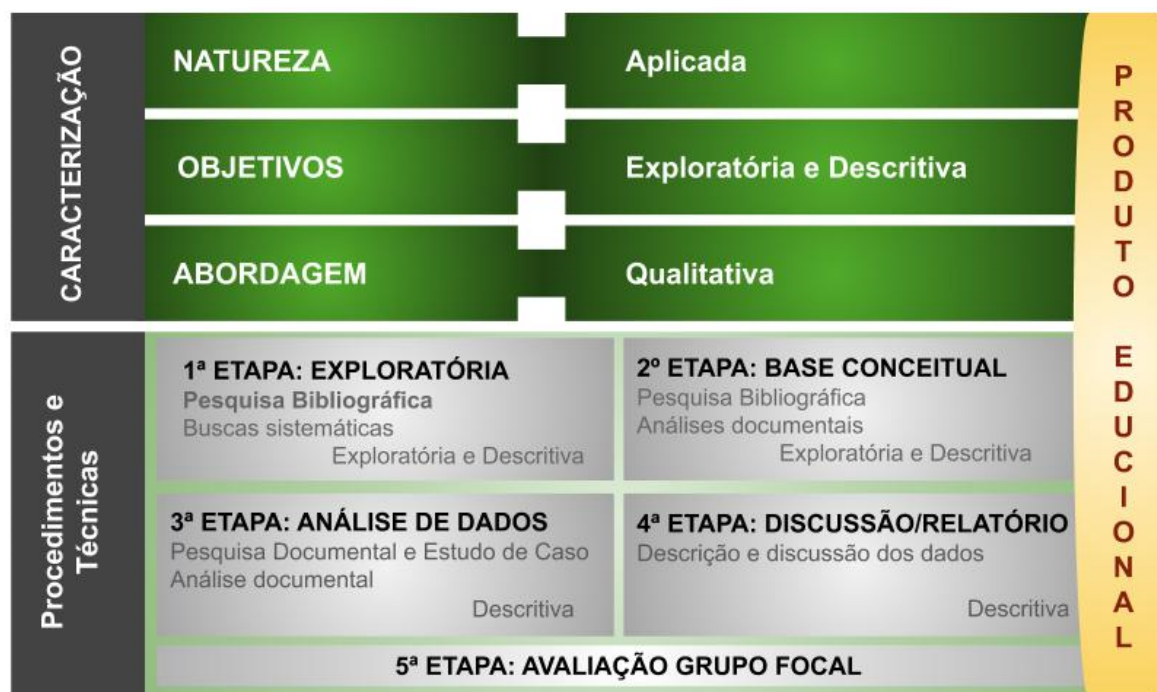 CARACTERIZAÇÃO
NATUREZA
Aplicada
OBJETIVOS
Exploratória e Descritiva
ABORDAGEM
Qualitativa
Procedimentos e
Técnicas
1ª ETAPA: EXPLORATÓRIA
Pesquisa Bibliográfica
Buscas sistemáticas
Exploratória e Descritiva
2º ETAPA: BASE CONCEITUAL
Pesquisa Bibliográfica
Análises documentais
Exploratória e Descritiva
3ª ETAPA: ANÁLISE DE DADOS
Pesquisa Documental e Estudo de Caso
Análise documental
Descritiva
4ª ETAPA: DISCUSSÃO/RELATÓRIO
Descrição e discussão dos dados
Descritiva
5ª ETAPA: AVALIAÇÃO GRUPO FOCAL
PRODUTO EDUCIONAL